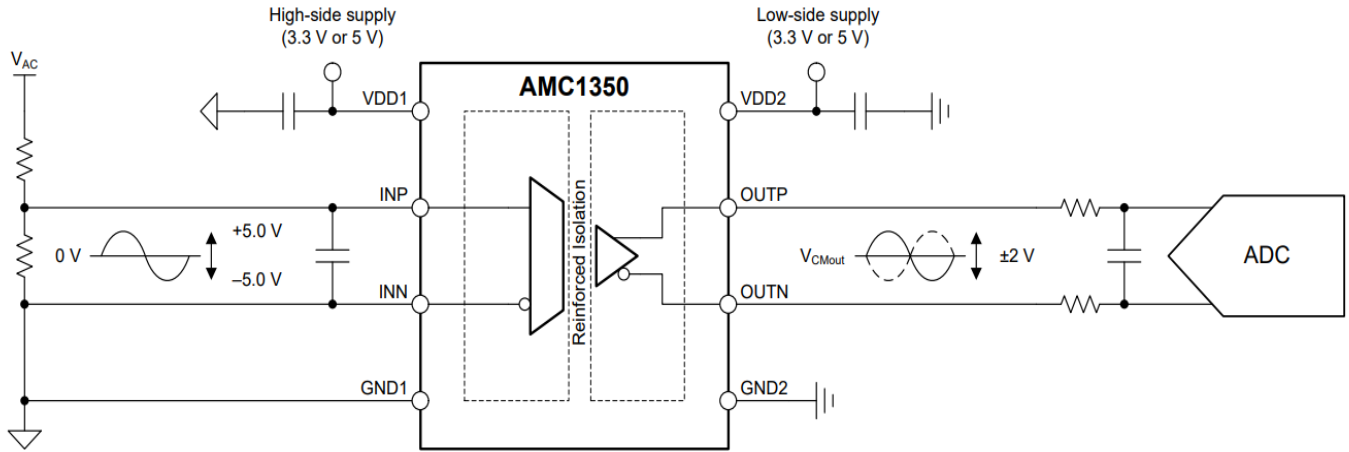 High-side supply
(3.3 V or 5 V)
Low-side supply
(3.3 V or 5 V)
VAC
AMC1350
VDD1
VDD2
INP
OUTP
Reinforced Isolation
0 V
+5.0 V
–5.0 V
VCMout
±2 V
ADC
INN
OUTN
GND1
GND2